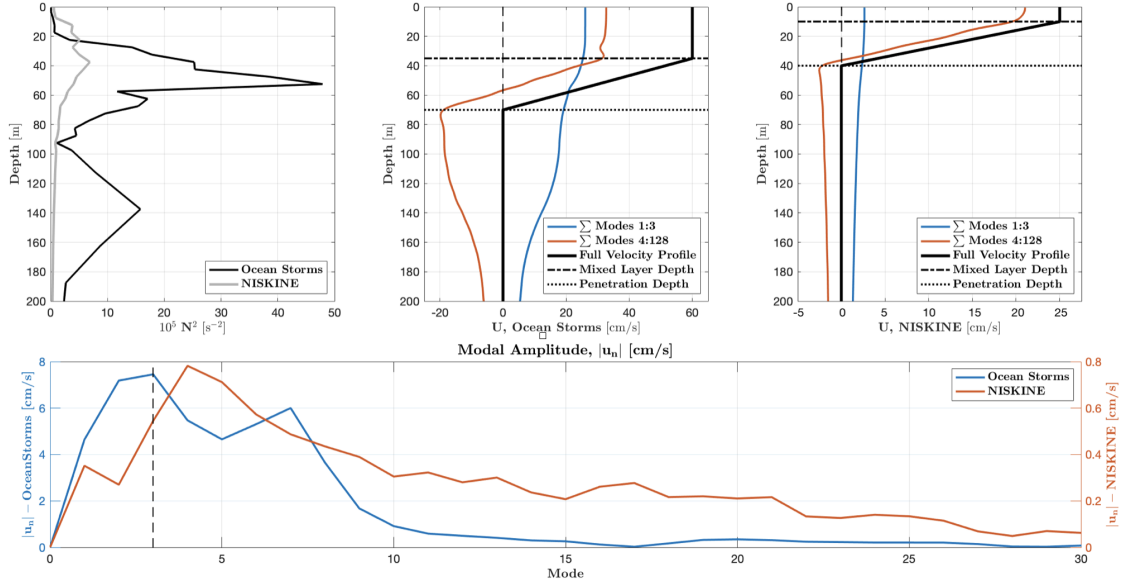 0
20
40
60
80
100
120
140
160
180
200
Depth [m]
0
10
20
30
40
50
10⁵ N² [s⁻²]
Ocean Storms
NISKINE
0
20
40
60
80
100
120
140
160
180
200
Depth [m]
-20
0
20
40
60
U, Ocean Storms [cm/s]
∑ Modes 1:3
∑ Modes 4:128
Full Velocity Profile
Mixed Layer Depth
Penetration Depth
0
20
40
60
80
100
120
140
160
180
200
Depth [m]
-5
0
5
10
15
20
25
U, NISKINE [cm/s]
∑ Modes 1:3
∑ Modes 4:128
Full Velocity Profile
Mixed Layer Depth
Penetration Depth
Modal Amplitude, |uₙ| [cm/s]
8
6
4
2
0
|uₙ| − OceanStorms [cm/s]
0
5
10
15
20
25
30
Mode
Ocean Storms
NISKINE
0.8
0.6
0.4
0.2
0
|uₙ| − NISKINE [cm/s]